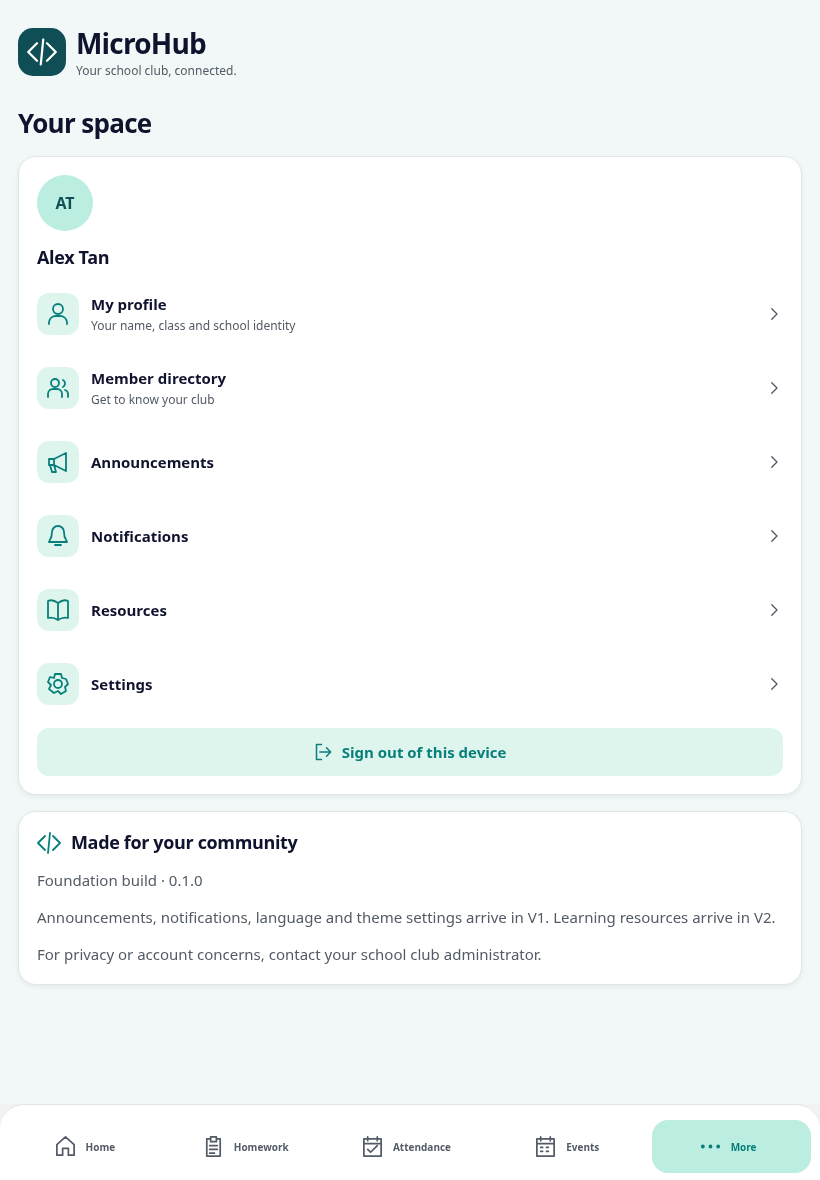 MicroHub
Your school club, connected.
Your space
AT
Alex Tan
My profile
Your name, class and school identity
Member directory
Get to know your club
Announcements
Notifications
Resources
Settings
Sign out of this device
Made for your community
Foundation build · 0.1.0
Announcements, notifications, language and theme settings arrive in V1. Learning resources arrive in V2.
For privacy or account concerns, contact your school club administrator.
Home
Homework
Attendance
Events
More